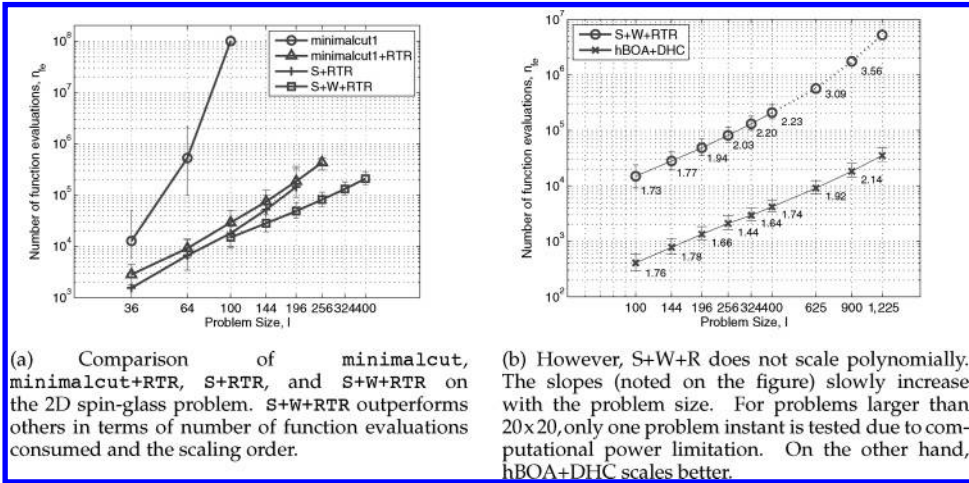 10^8
10^7
10^6
10^5
10^4
10^3
Number of function evaluations, n_fe
minimalcut1
minimalcut1+RTR
S+RTR
S+W+RTR
36 64 100 144 196 256 324 400
Problem Size, l
10^7
10^6
10^5
10^4
10^3
10^2
Number of function evaluations, n_fe
S+W+RTR
hBOA+DHC
1.73 1.77 1.94 2.03 2.20 2.23 3.09 3.56
1.76 1.78 1.66 1.44 1.64 1.74 1.92 2.14
100 144 196 256 324 400 625 900 1,225
Problem Size, l
(a) Comparison of minimalcut,
minimalcut+RTR, S+RTR, and S+W+RTR on
the 2D spin-glass problem. S+W+RTR outperforms
others in terms of number of function evaluations
consumed and the scaling order.
(b) However, S+W+R does not scale polynomially.
The slopes (noted on the figure) slowly increase
with the problem size. For problems larger than
20x20, only one problem instant is tested due to com-
putational power limitation. On the other hand,
hBOA+DHC scales better.